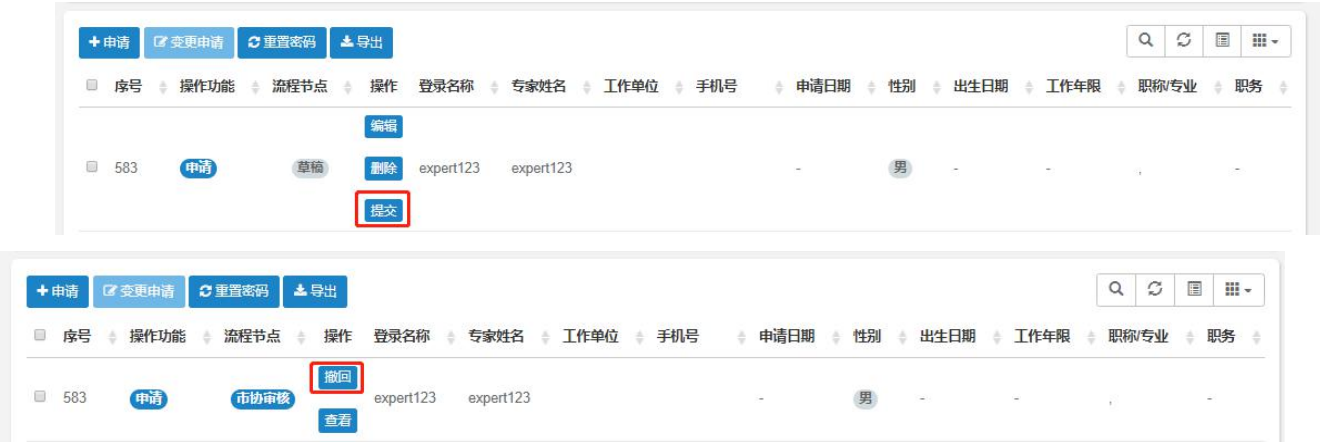 申请 变更申请 重置密码 导出
序号 操作功能 流程节点 操作 登录名称 专家姓名 工作单位 手机号 申请日期 性别 出生日期 工作年限 职称/专业 职务
编辑
583 申请 草稿 删除 expert123 expert123 - 男 - - , -
提交
申请 变更申请 重置密码 导出
序号 操作功能 流程节点 操作 登录名称 专家姓名 工作单位 手机号 申请日期 性别 出生日期 工作年限 职称/专业 职务
撤回
583 申请 市协审核 expert123 expert123 - 男 - - , -
查看